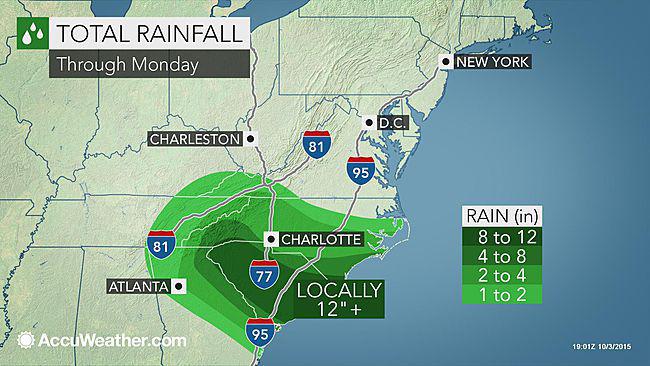 TOTAL RAINFALL
Through Monday
NEW YORK
D.C.
CHARLESTON
81
95
81
CHARLOTTE
77
ATLANTA
LOCALLY
12"+
95
RAIN (in)
8 to 12
4 to 8
2 to 4
1 to 2
AccuWeather.com
19:01Z 10/3/2015